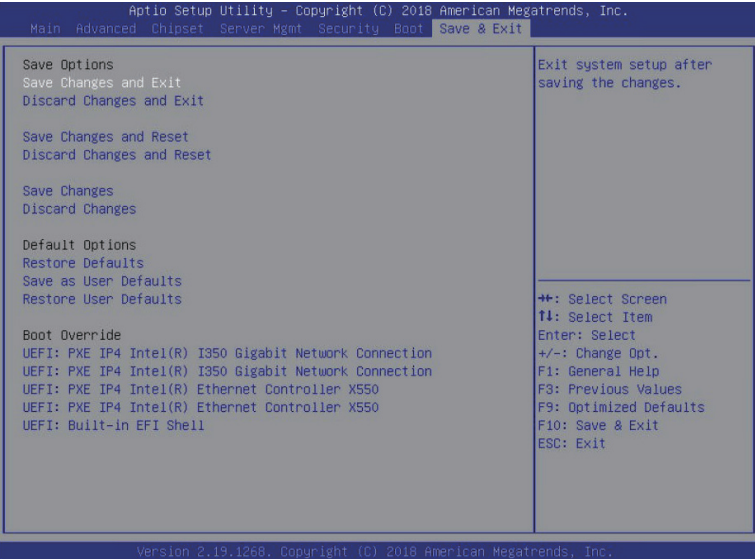 Aptio Setup Utility – Copyright (C) 2018 American Megatrends, Inc.
Main Advanced Chipset Server Mgmt Security Boot Save & Exit
Save Options
Save Changes and Exit
Discard Changes and Exit
Save Changes and Reset
Discard Changes and Reset
Save Changes
Discard Changes
Default Options
Restore Defaults
Save as User Defaults
Restore User Defaults
Boot Override
UEFI: PXE IP4 Intel(R) I350 Gigabit Network Connection
UEFI: PXE IP4 Intel(R) I350 Gigabit Network Connection
UEFI: PXE IP4 Intel(R) Ethernet Controller X550
UEFI: PXE IP4 Intel(R) Ethernet Controller X550
UEFI: Built-in EFI Shell
Exit system setup after
saving the changes.
→←: Select Screen
↑↓: Select Item
Enter: Select
+/-: Change Opt.
F1: General Help
F3: Previous Values
F9: Optimized Defaults
F10: Save & Exit
ESC: Exit
Version 2.19.1268. Copyright (C) 2018 American Megatrends, Inc.